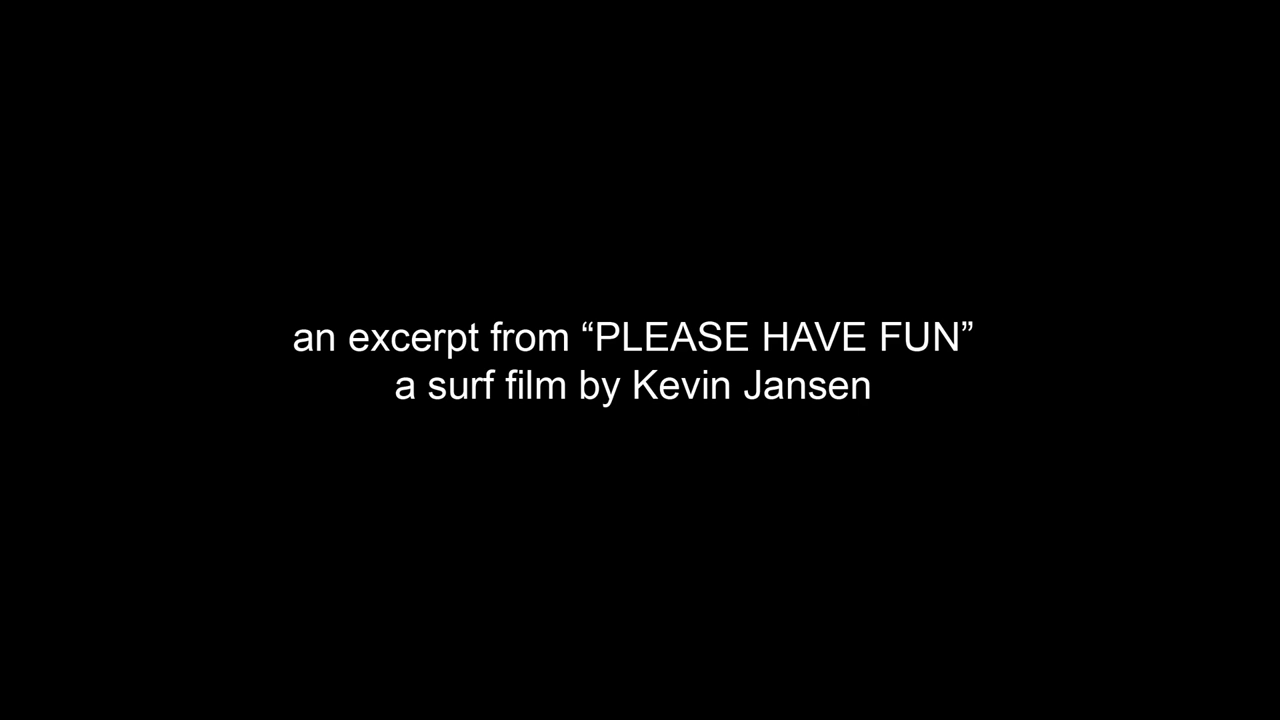 an excerpt from “PLEASE HAVE FUN”
a surf film by Kevin Jansen